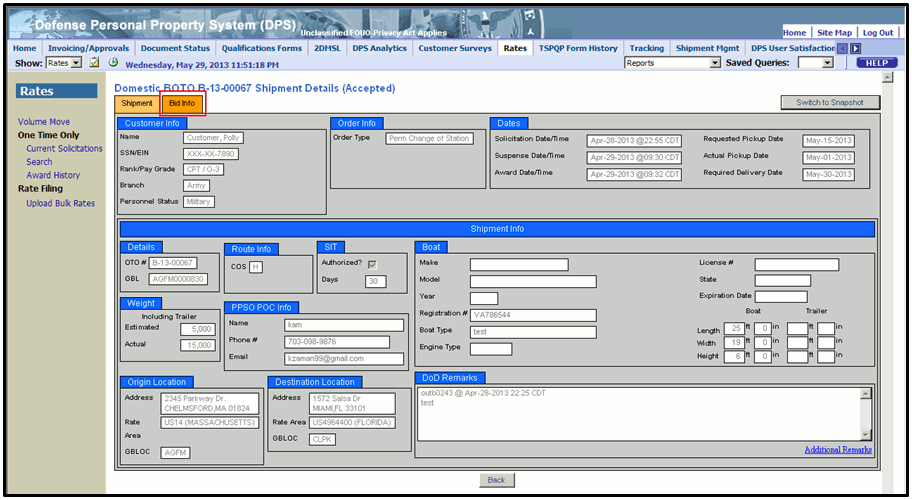 Defense Personal Property System (DPS)
Unclassified FOUO-Privacy Act Applies
Home Site Map Log Out
Home Invoicing/Approvals Document Status Qualifications Forms 2DMSL DPS Analytics Customer Surveys Rates TSPQP Form History Tracking Shipment Mgmt DPS User Satisfaction
Show: Rates Wednesday, May 29, 2013 11:51:18 PM Reports Saved Queries: HELP
Rates
Volume Move
One Time Only
Current Solicitations
Search
Award History
Rate Filing
Upload Bulk Rates
Domestic BOTO B-13-00067 Shipment Details (Accepted)
Shipment Bid Info Switch to Snapshot
Customer Info
Name Customer, Polly
SSN/EIN XXX-XX-7890
Rank/Pay Grade CPT / O-3
Branch Army
Personnel Status Military
Order Info
Order Type Perm Change of Station
Dates
Solicitation Date/Time Apr-28-2013 @22:55 CDT Requested Pickup Date May-15-2013
Suspense Date/Time Apr-29-2013 @09:30 CDT Actual Pickup Date May-01-2013
Award Date/Time Apr-29-2013 @09:32 CDT Required Delivery Date May-30-2013
Shipment Info
Details
OTO # B-13-00067
GBL AGFM0000830
Route Info
COS H
SIT
Authorized?
Days 30
Boat
Make License #
Model State
Year Expiration Date
Registration # VA786544
Boat Type test
Engine Type
Boat Trailer
Length 25 ft 0 in ft in
Width 19 ft 0 in ft in
Height 6 ft 0 in ft in
Weight
Including Trailer
Estimated 5,000
Actual 15,000
PPSO POC Info
Name kam
Phone # 703-098-9876
Email kzaman99@gmail.com
Origin Location
Address 2345 Parkway Dr.
CHELMSFORD,MA 01824
Rate Area US14 (MASSACHUSETTS)
GBLOC AGFM
Destination Location
Address 1572 Salsa Dr
MIAMI,FL 33101
Rate Area US4964400 (FLORIDA)
GBLOC CLPK
DoD Remarks
outb0243 @ Apr-28-2013 22:25 CDT
test
Additional Remarks
Back